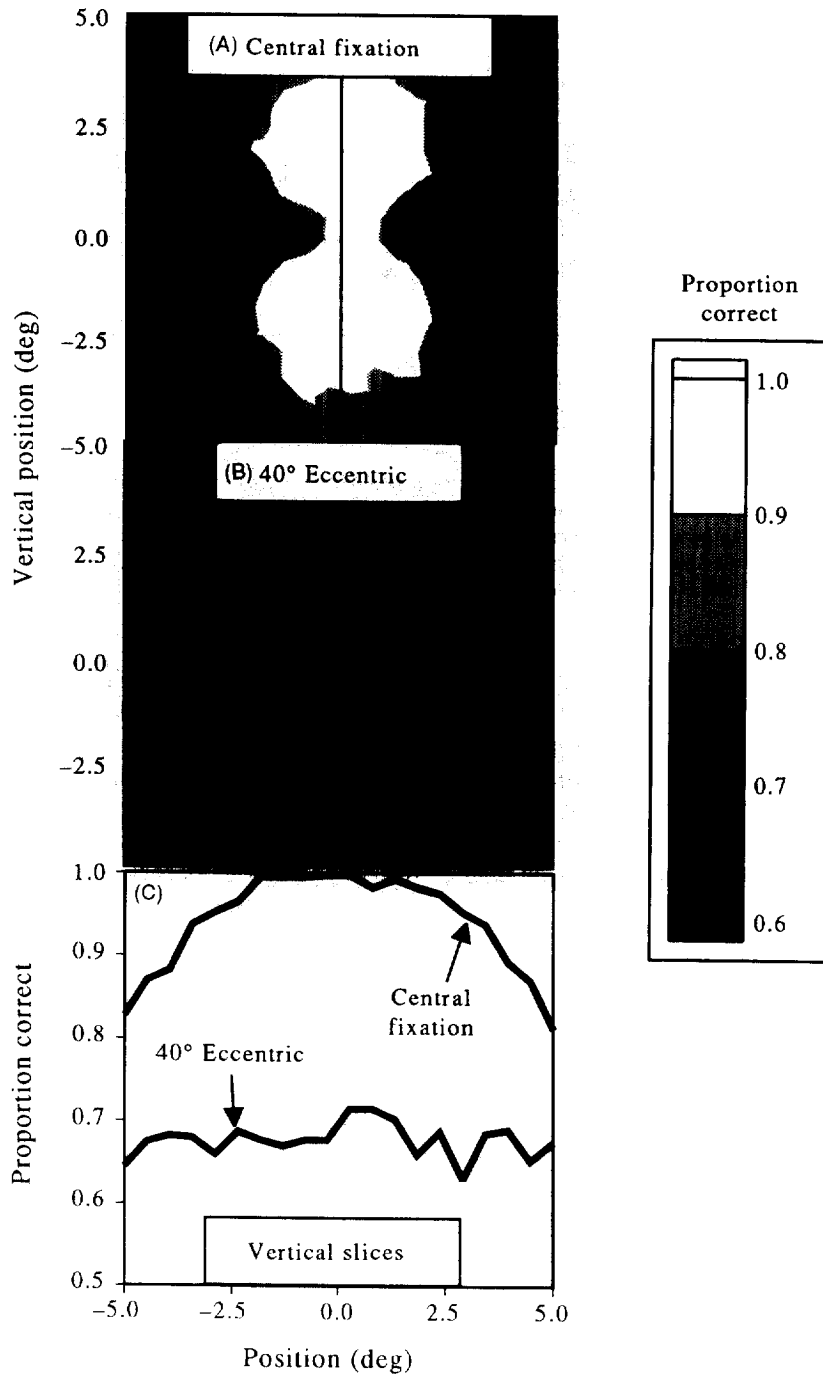 5.0
(A) Central fixation
2.5
0.0
−2.5
−5.0
Vertical position (deg)
(B) 40° Eccentric
2.5
0.0
−2.5
Proportion
correct
1.0
0.9
0.8
0.7
0.6
1.0
(C)
0.9
Central
fixation
0.8
40° Eccentric
0.7
0.6
Vertical slices
0.5
Proportion correct
−5.0
−2.5
0.0
2.5
5.0
Position (deg)